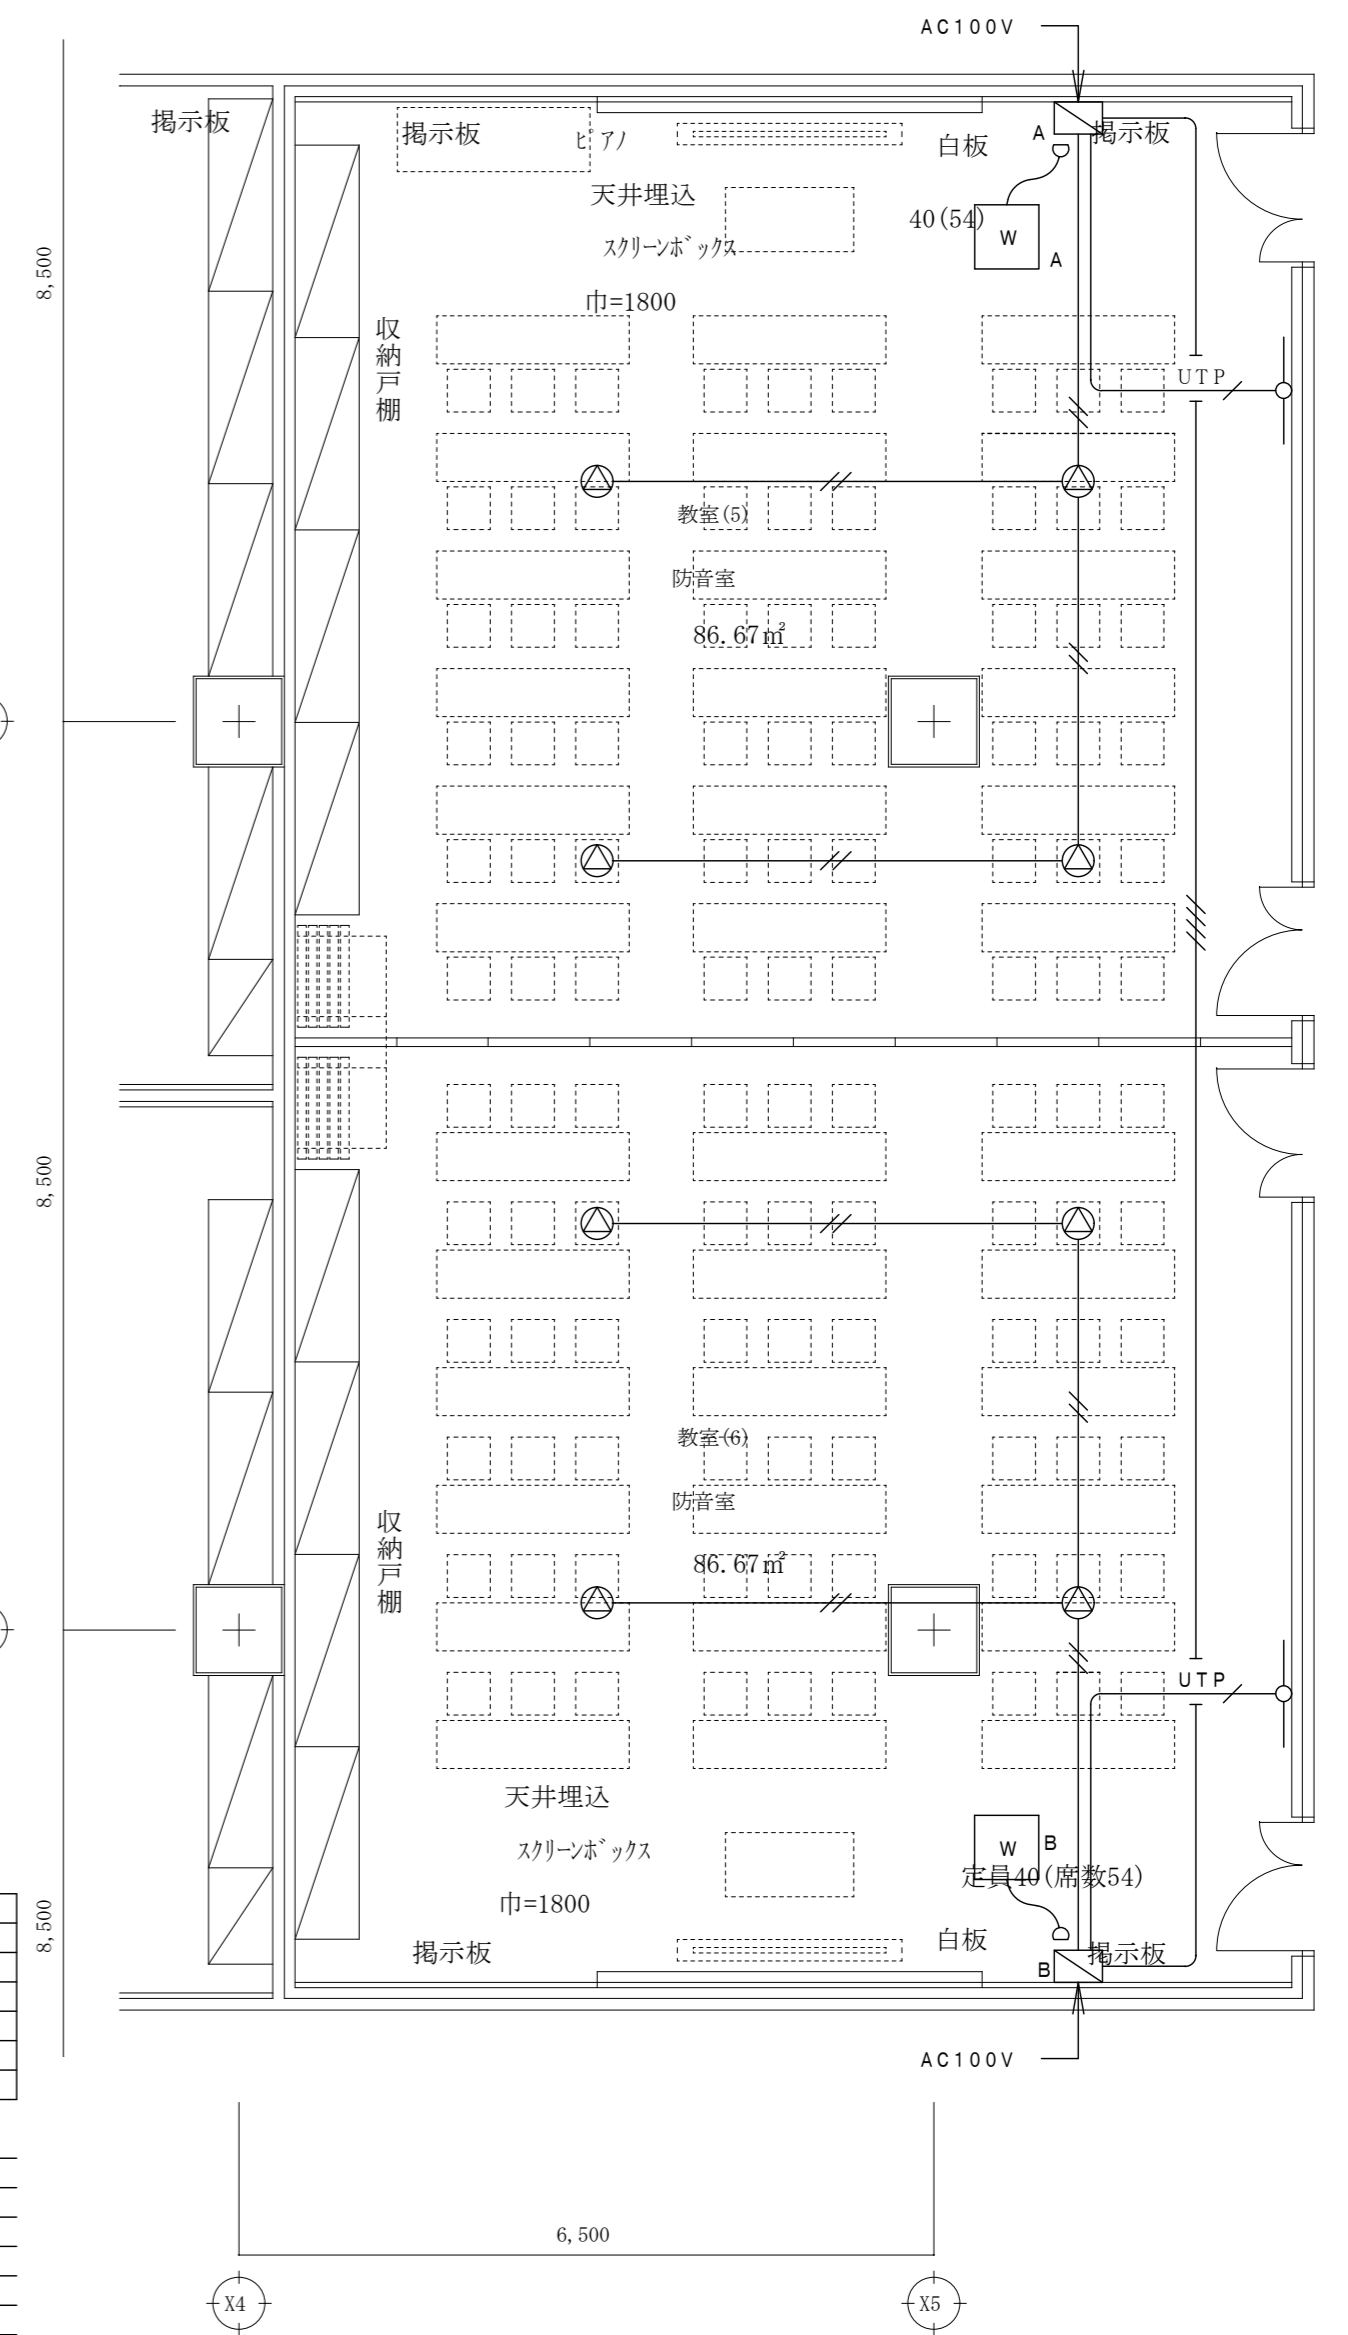 AC100V
掲示板
掲示板
ピアノ
白板
A
掲示板
天井埋込
40(54)
W
スクリーンボックス
A
8,500
巾=1800
収納戸棚
UTP
教室(5)
防音室
86.67㎡
8,500
教室(6)
防音室
収納戸棚
86.67㎡
UTP
天井埋込
W
B
スクリーンボックス
定員40(席数54)
巾=1800
8,500
掲示板
白板
掲示板
B
AC100V
6,500
X4
X5